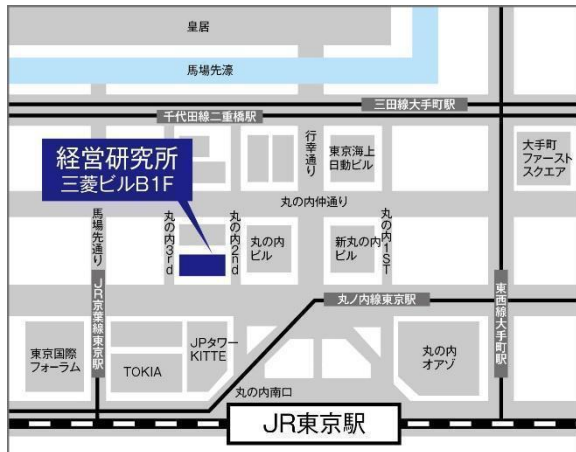 皇居
馬場先濠
三田線大手町駅
千代田線二重橋駅
経営研究所
三菱ビルB1F
行幸通り
東京海上
日動ビル
大手町
ファースト
スクエア
丸の内仲通り
馬場先通り
丸の内3rd
丸の内2nd
丸の内
ビル
新丸の内
ビル
丸の内1ST
JR京葉線東京駅
丸ノ内線東京駅
東西線大手町駅
東京国際
フォーラム
TOKIA
JPタワー
KITTE
丸の内
オアゾ
丸の内南口
JR東京駅